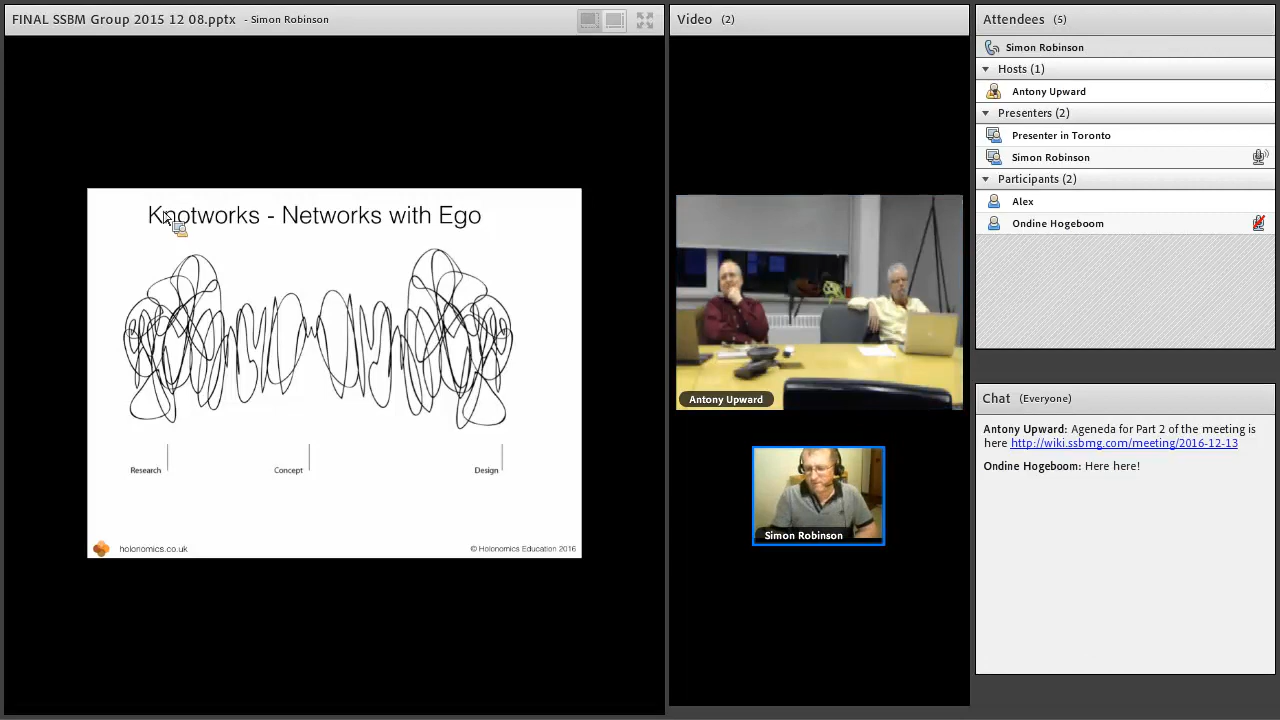 FINAL SSBM Group 2015 12 08.pptx - Simon Robinson
Knotworks - Networks with Ego
Research
Concept
Design
holonomics.co.uk
© Holonomics Education 2016
Video (2)
Antony Upward
Simon Robinson
Attendees (5)
Simon Robinson
Hosts (1)
Antony Upward
Presenters (2)
Presenter in Toronto
Simon Robinson
Participants (2)
Alex
Ondine Hogeboom
Chat (Everyone)
Antony Upward: Ageneda for Part 2 of the meeting is
here http://wiki.ssbmg.com/meeting/2016-12-13
Ondine Hogeboom: Here here!